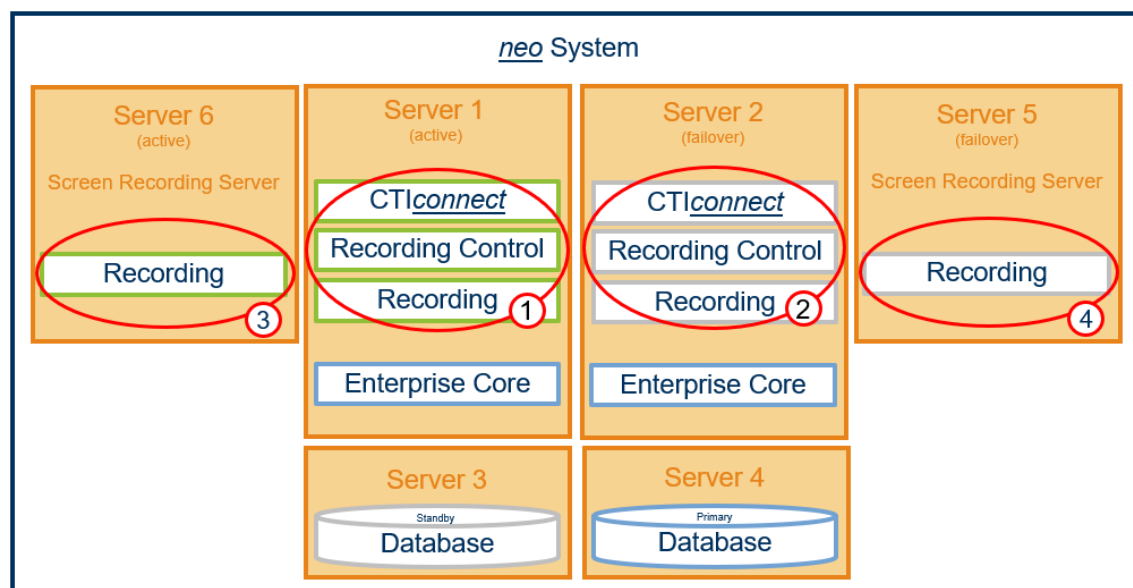 neo System
Server 6
(active)
Screen Recording Server
Recording
3
Server 1
(active)
CTIconnect
Recording Control
Recording
1
Enterprise Core
Server 2
(failover)
CTIconnect
Recording Control
Recording
2
Enterprise Core
Server 5
(failover)
Screen Recording Server
Recording
4
Server 3
Standby
Database
Server 4
Primary
Database